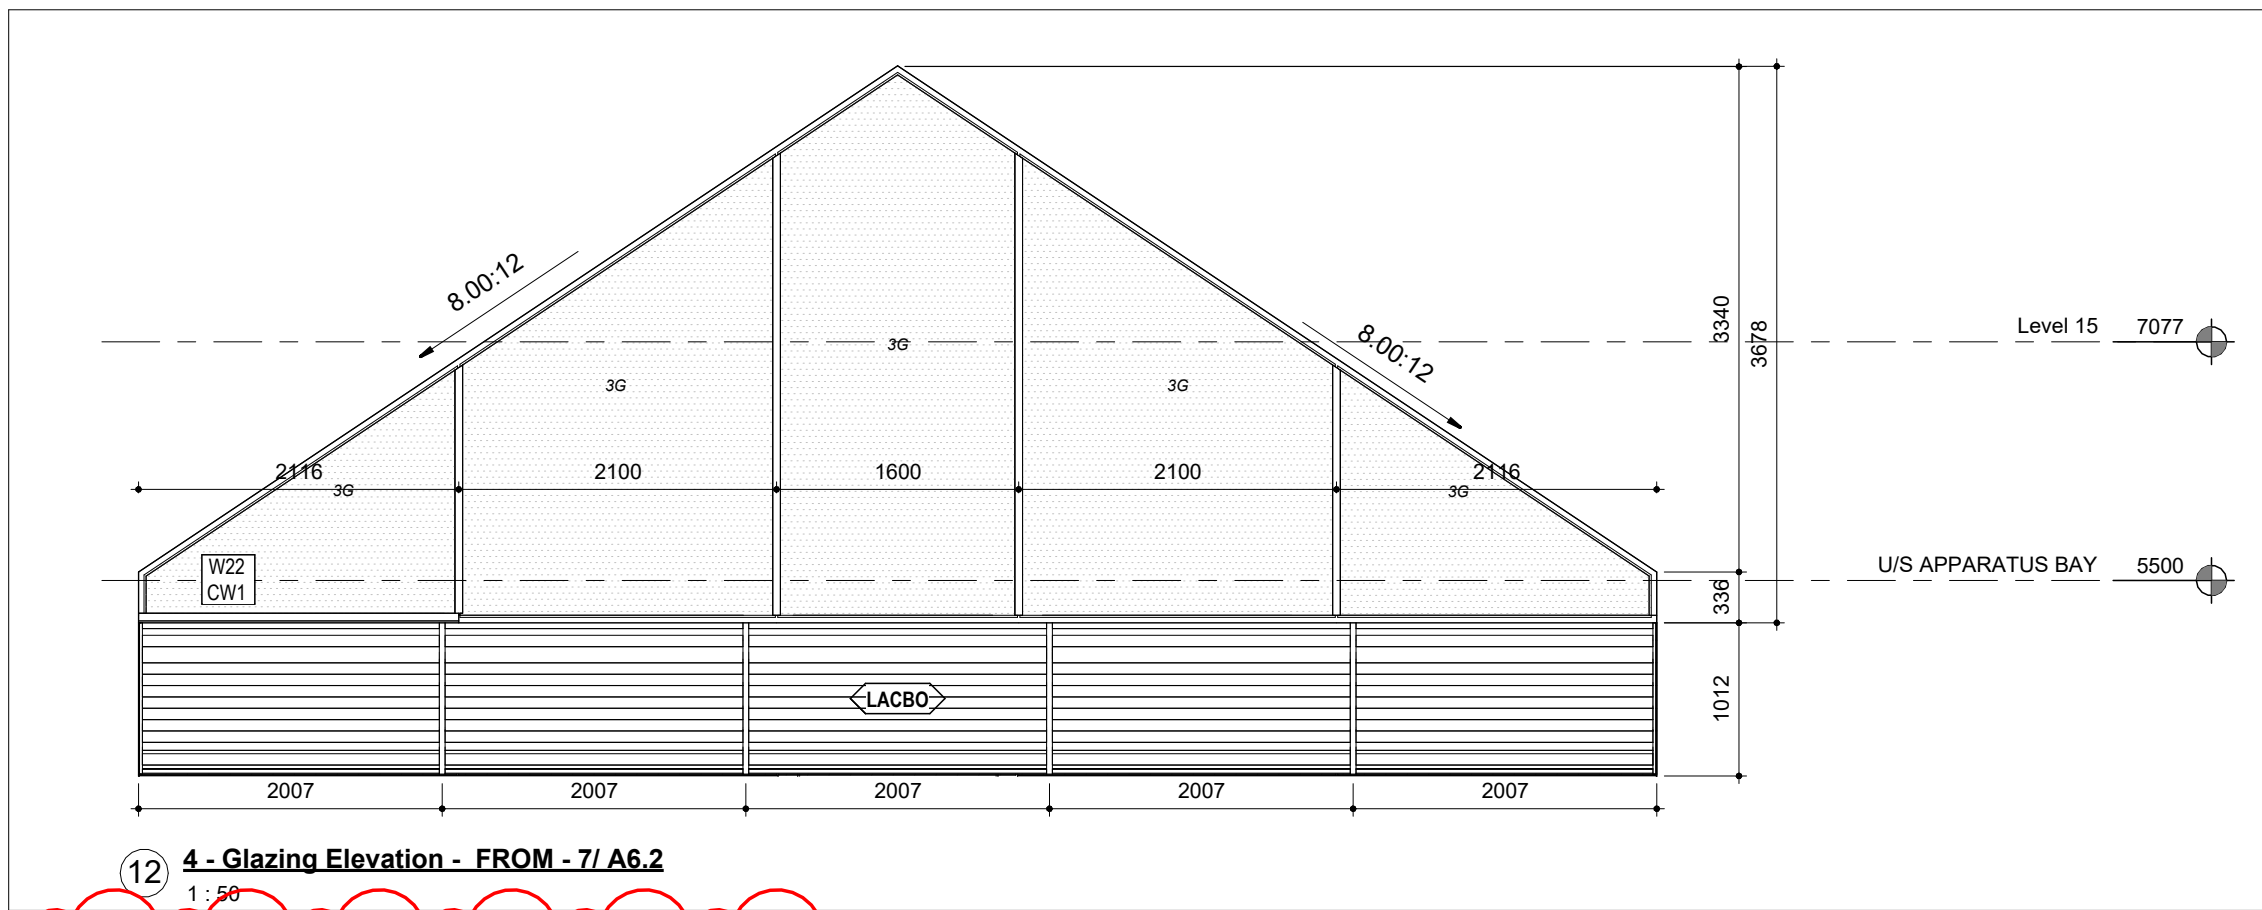 8.00:12
8.00:12
3340
3678
Level 15 7077
3G
3G
3G
2116
2100
1600
2100
2116
3G
3G
W22
CW1
U/S APPARATUS BAY 5500
336
1012
LACBO
2007
2007
2007
2007
2007
12
4 - Glazing Elevation - FROM - 7/ A6.2
1 : 50